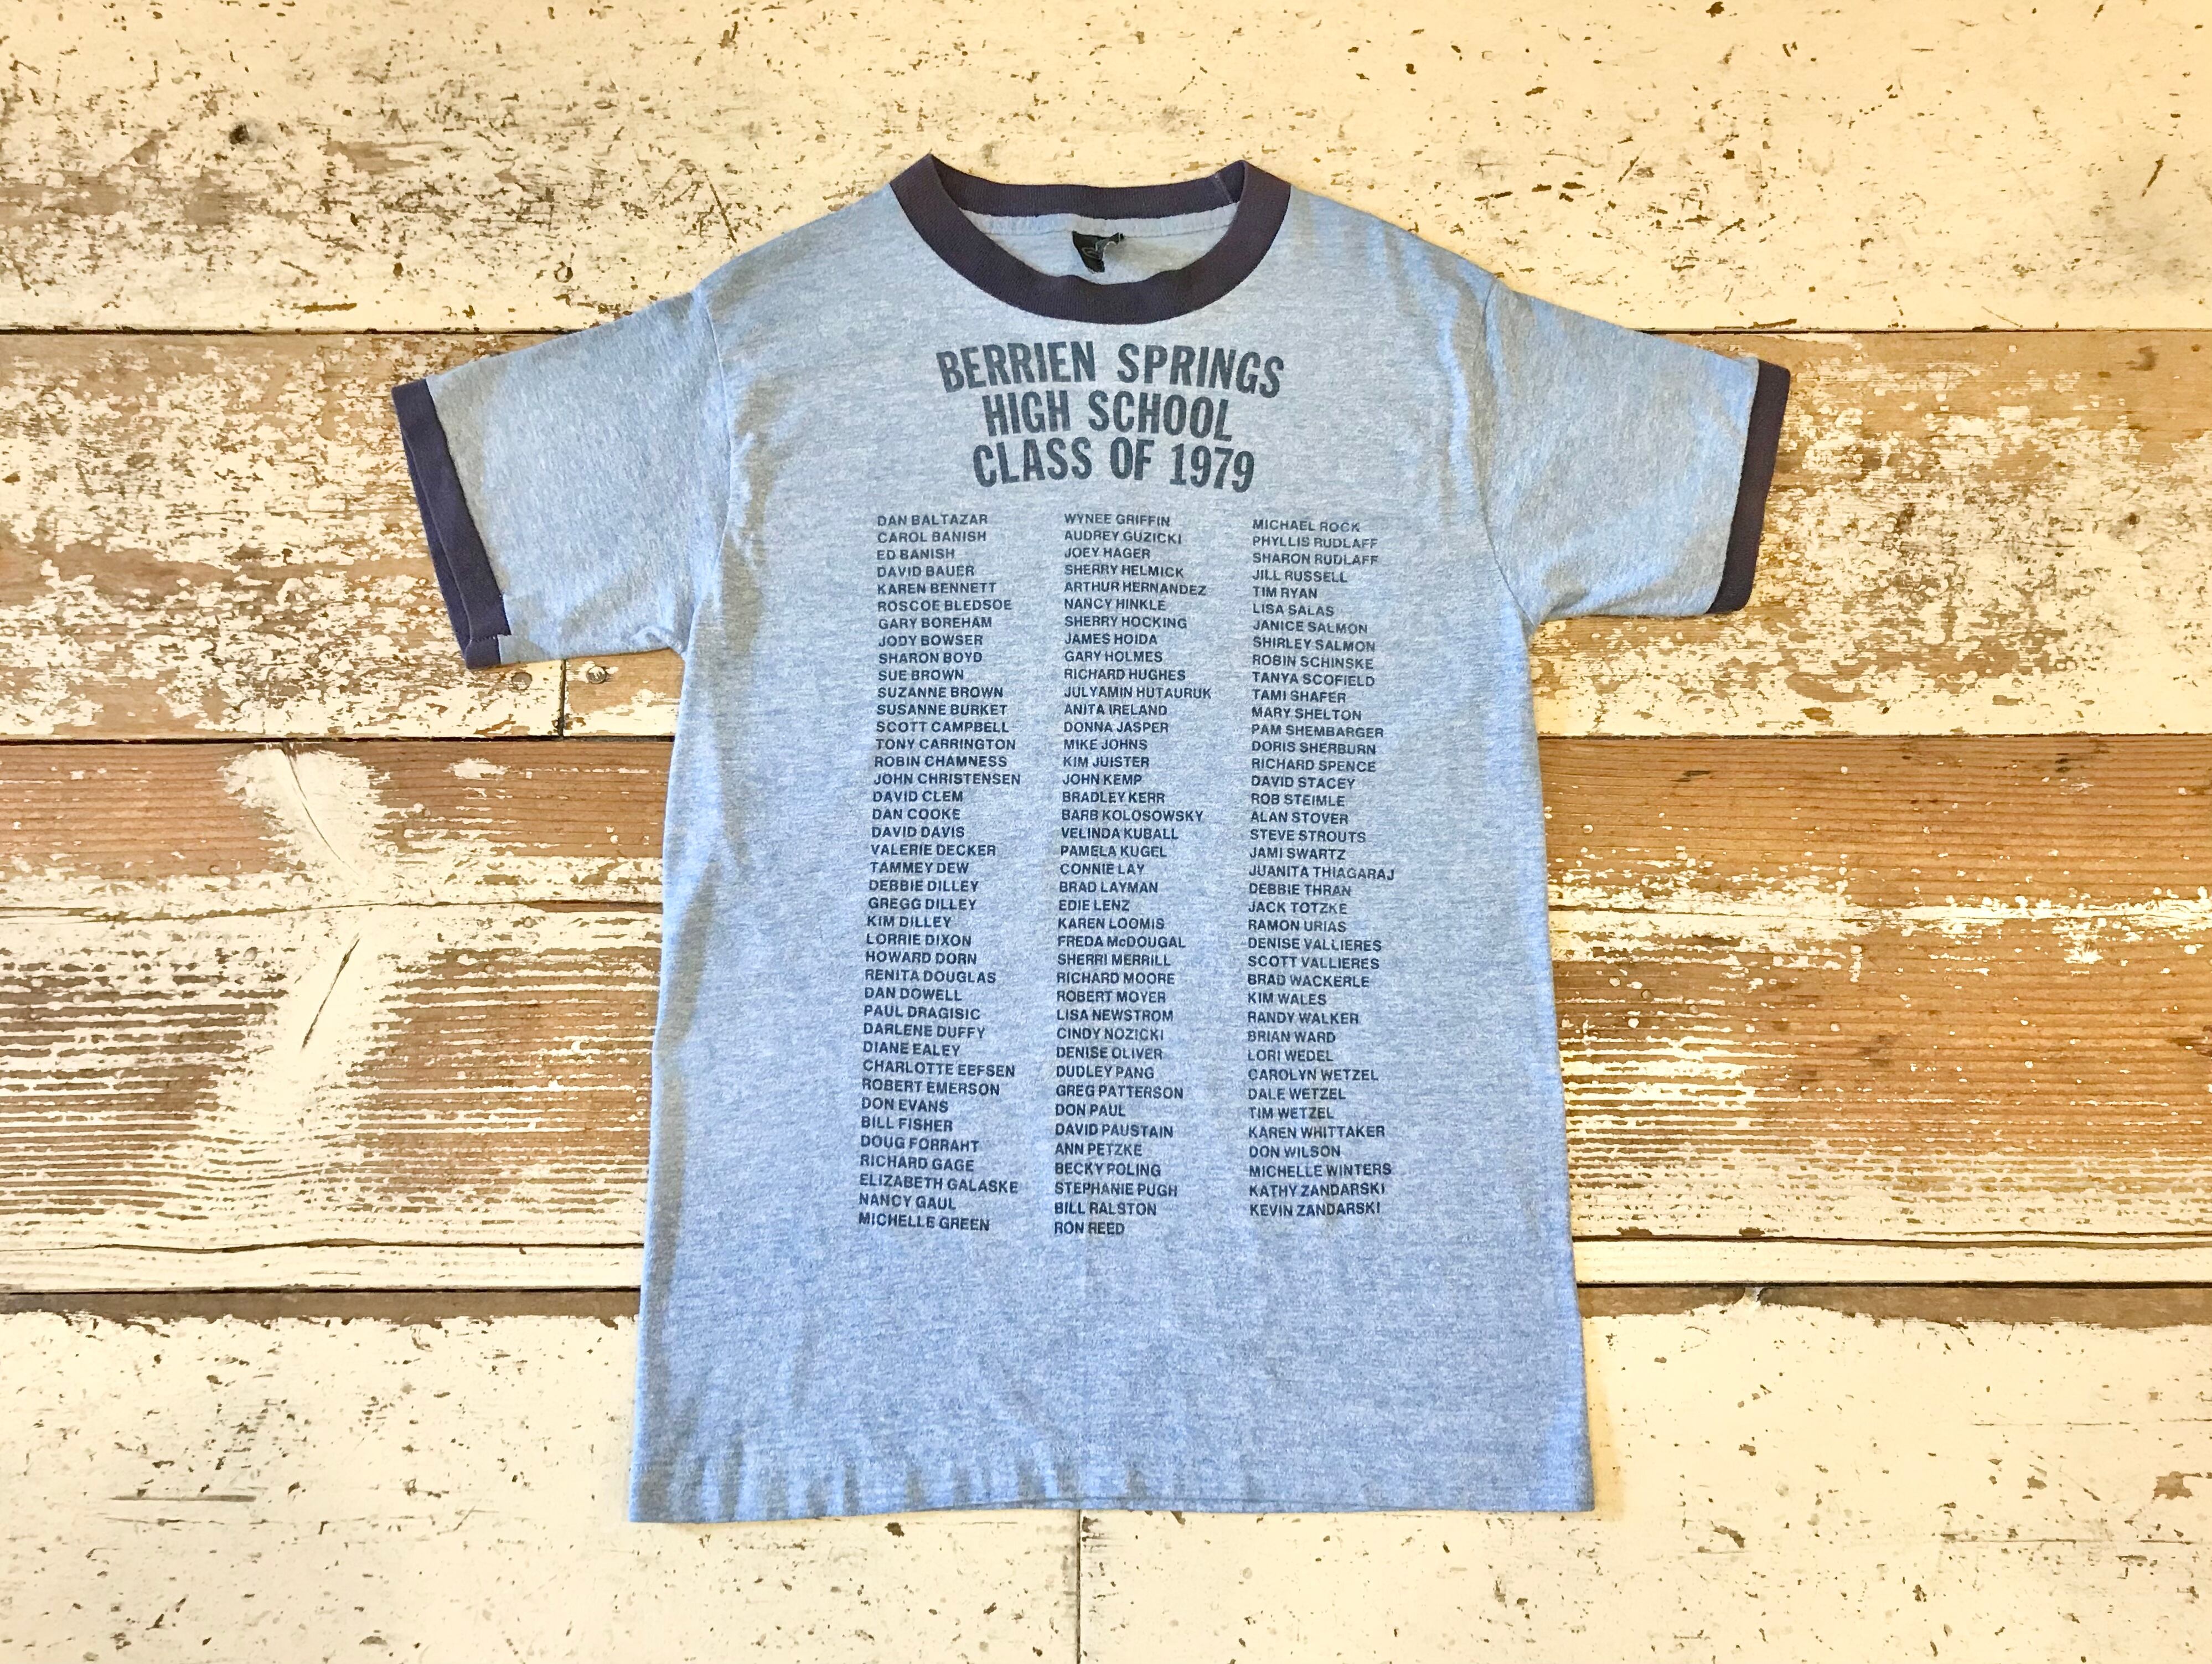 BERRIEN SPRINGS
HIGH SCHOOL
CLASS OF 1979
DAN BALTAZAR
CAROL BANISH
ED BANISH
DAVID BAUER
KAREN BENNETT
ROSCOE BLEDSOE
GARY BOREHAM
JODY BOWSER
SHARON BOYD
SUE BROWN
SUZANNE BROWN
SUSANNE BURKET
SCOTT CAMPBELL
TONY CARRINGTON
ROBIN CHAMNESS
JOHN CHRISTENSEN
DAVID CLEM
DAN COOKE
DAVID DAVIS
VALERIE DECKER
TAMMEY DEW
DEBBIE DILLEY
GREGG DILLEY
KIM DILLEY
LORRIE DIXON
HOWARD DORN
RENITA DOUGLAS
DAN DOWELL
PAUL DRAGISIC
DARLENE DUFFY
DIANE EALEY
CHARLOTTE EEFSEN
ROBERT EMERSON
DON EVANS
BILL FISHER
DOUG FORRAHT
RICHARD GAGE
ELIZABETH GALASKE
NANCY GAUL
MICHELLE GREEN
WYNEE GRIFFIN
AUDREY GUZICKI
JOEY HAGER
SHERRY HELMICK
ARTHUR HERNANDEZ
NANCY HINKLE
SHERRY HOCKING
JAMES HOIDA
GARY HOLMES
RICHARD HUGHES
JULYAMIN HUTAURUK
ANITA IRELAND
DONNA JASPER
MIKE JOHNS
KIM JUISTER
JOHN KEMP
BRADLEY KERR
BARB KOLOSOWSKY
VELINDA KUBALL
PAMELA KUGEL
CONNIE LAY
BRAD LAYMAN
EDIE LENZ
KAREN LOOMIS
FREDA McDOUGAL
SHERRI MERRILL
RICHARD MOORE
ROBERT MOYER
LISA NEWSTROM
CINDY NOZICKI
DENISE OLIVER
DUDLEY PANG
GREG PATTERSON
DON PAUL
DAVID PAUSTAIN
ANN PETZKE
BECKY POLING
STEPHANIE PUGH
BILL RALSTON
RON REED
MICHAEL ROCK
PHYLLIS RUDLAFF
SHARON RUDLAFF
JILL RUSSELL
TIM RYAN
LISA SALAS
JANICE SALMON
SHIRLEY SALMON
ROBIN SCHINSKE
TANYA SCOFIELD
TAMI SHAFER
MARY SHELTON
PAM SHEMBARGER
DORIS SHERBURN
RICHARD SPENCE
DAVID STACEY
ROB STEIMLE
ALAN STOVER
STEVE STROUTS
JAMI SWARTZ
JUANITA THIAGARAJ
DEBBIE THRAN
JACK TOTZKE
RAMON URIAS
DENISE VALLIERES
SCOTT VALLIERES
BRAD WACKERLE
KIM WALES
RANDY WALKER
BRIAN WARD
LORI WEDEL
CAROLYN WETZEL
DALE WETZEL
TIM WETZEL
KAREN WHITTAKER
DON WILSON
MICHELLE WINTERS
KATHY ZANDARSKI
KEVIN ZANDARSKI